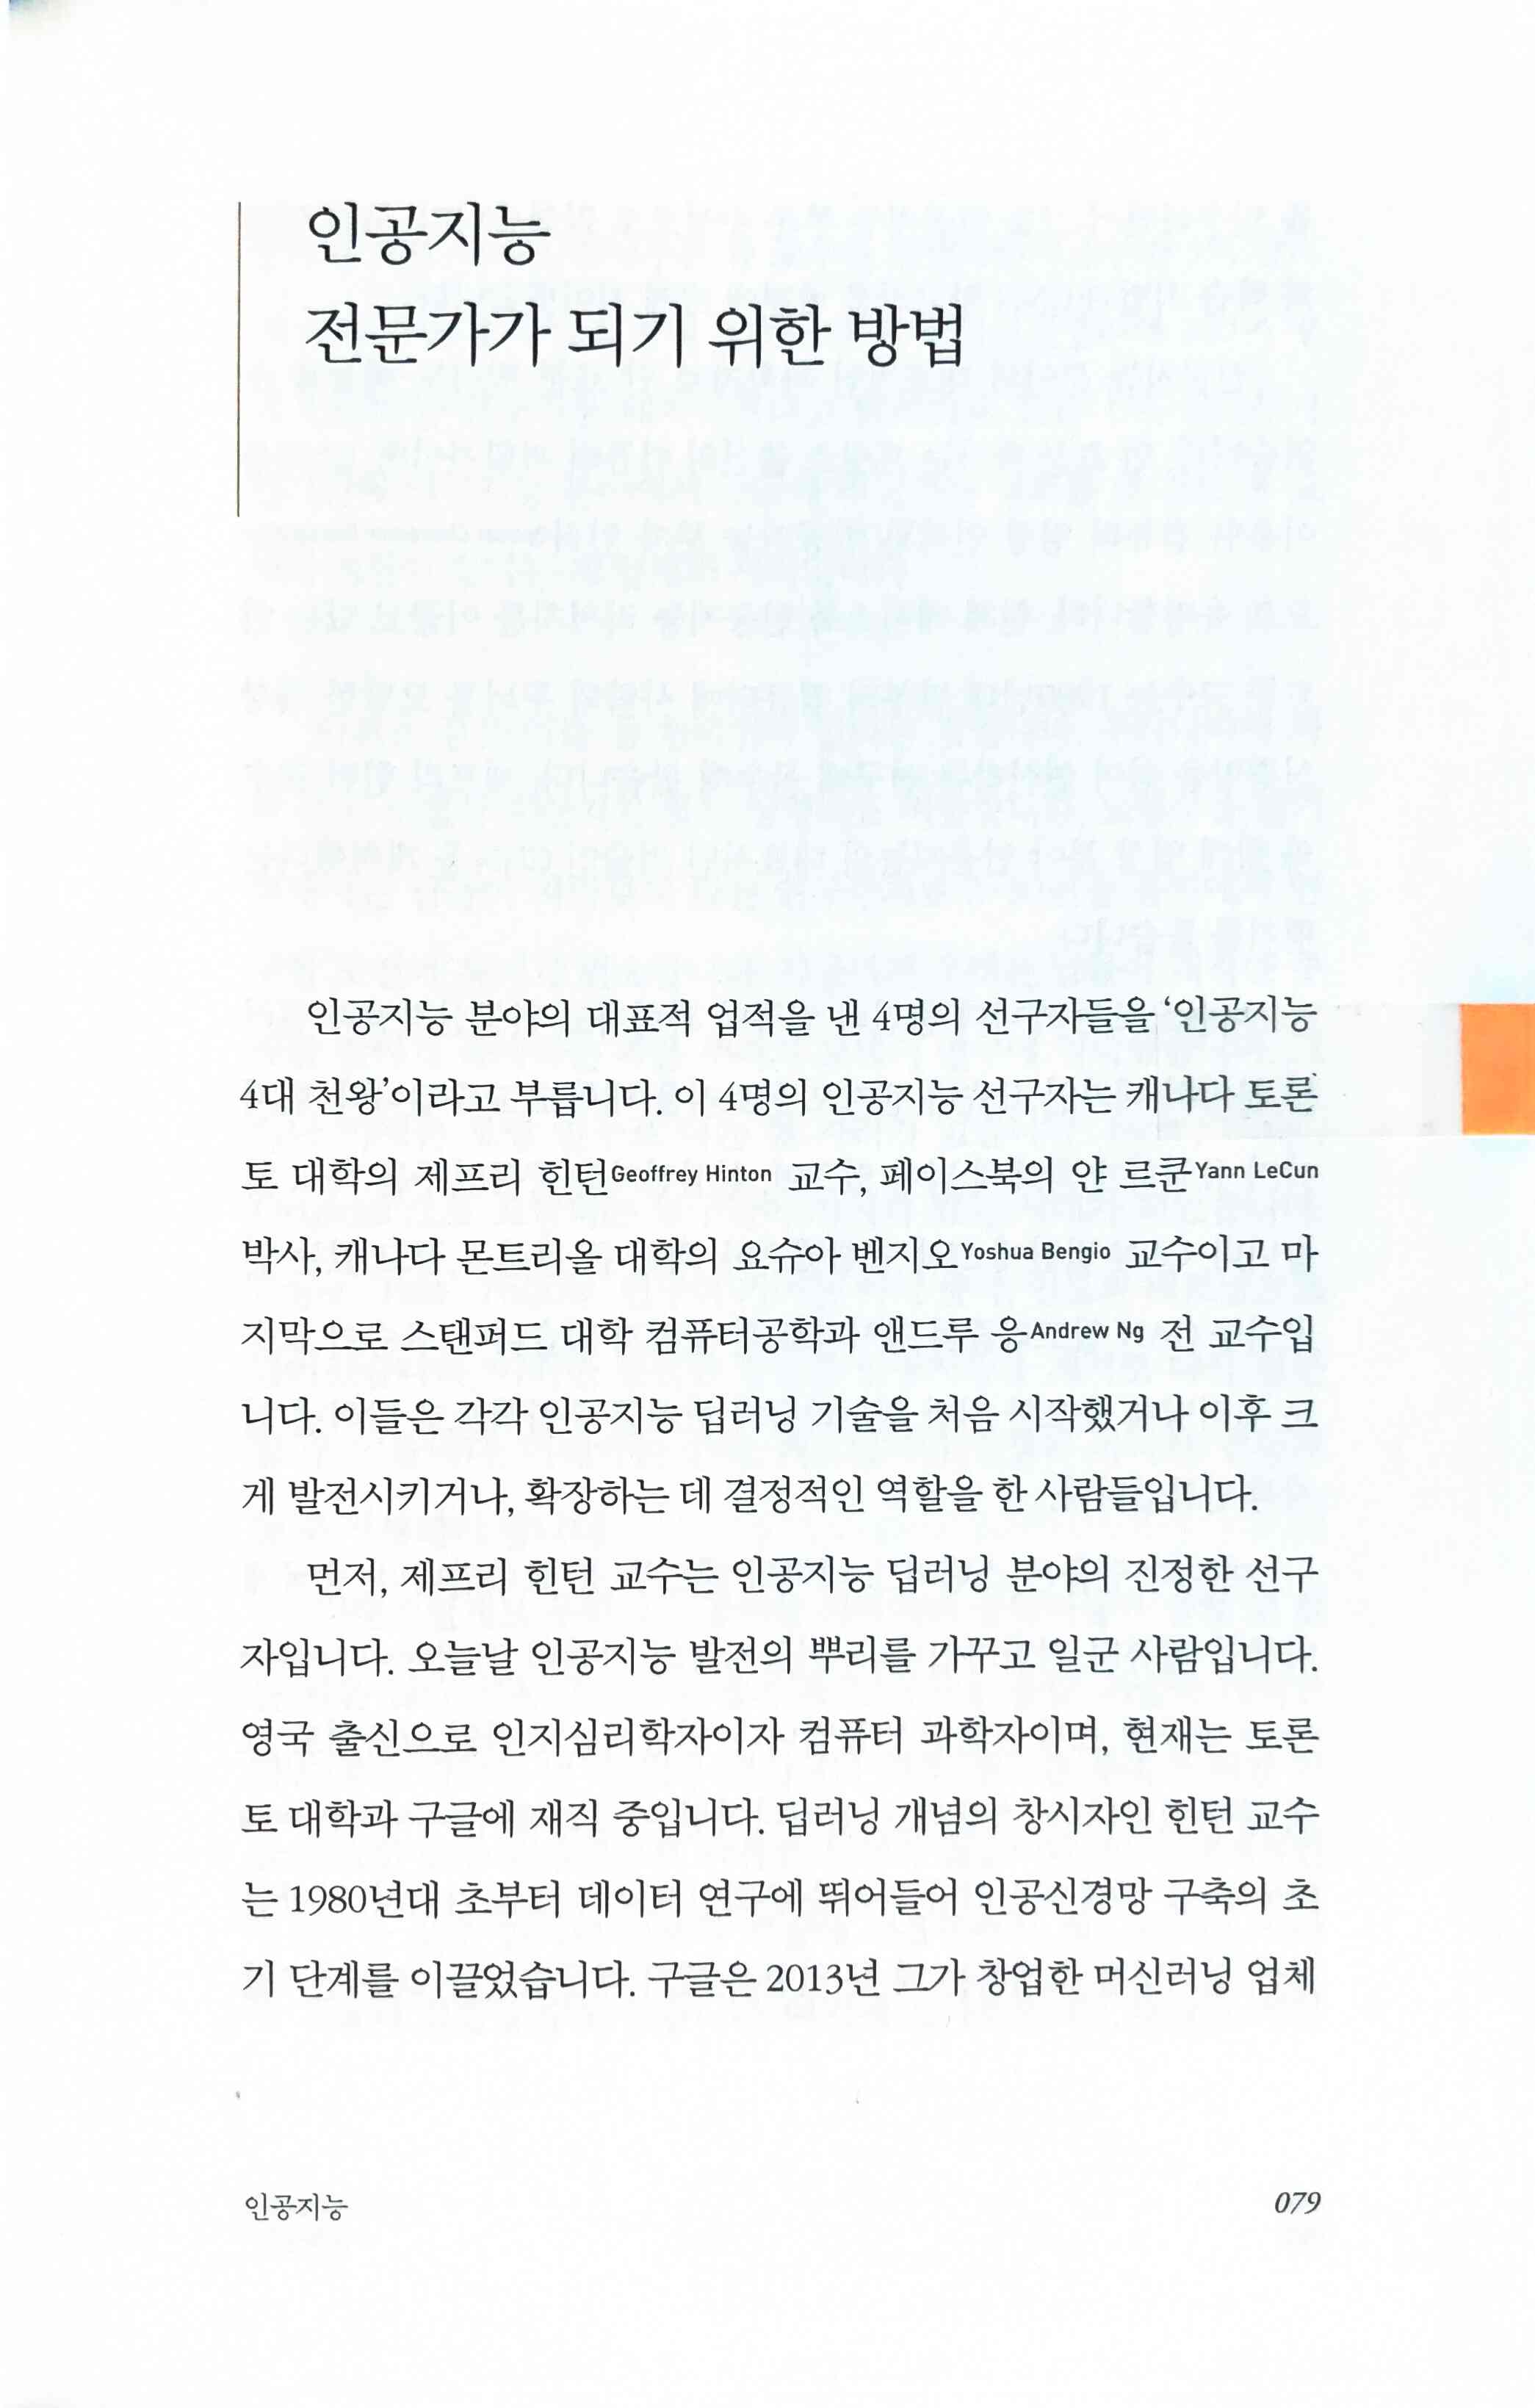 인공지능
전문가가 되기 위한 방법
인공지능 분야의 대표적 업적을 낸 4명의 선구자들을 ‘인공지능
4대 천왕’이라고 부릅니다. 이 4명의 인공지능 선구자는 캐나다 토론
토 대학의 제프리 힌턴Geoffrey Hinton 교수, 페이스북의 얀 르쿤Yann LeCun
박사, 캐나다 몬트리올 대학의 요슈아 벤지오Yoshua Bengio 교수이고 마
지막으로 스탠퍼드 대학 컴퓨터공학과 앤드루 응Andrew Ng 전 교수입
니다. 이들은 각각 인공지능 딥러닝 기술을 처음 시작했거나 이후 크
게 발전시키거나, 확장하는 데 결정적인 역할을 한 사람들입니다.
먼저, 제프리 힌턴 교수는 인공지능 딥러닝 분야의 진정한 선구
자입니다. 오늘날 인공지능 발전의 뿌리를 가꾸고 일군 사람입니다.
영국 출신으로 인지심리학자이자 컴퓨터 과학자이며, 현재는 토론
토 대학과 구글에 재직 중입니다. 딥러닝 개념의 창시자인 힌턴 교수
는 1980년대 초부터 데이터 연구에 뛰어들어 인공신경망 구축의 초
기 단계를 이끌었습니다. 구글은 2013년 그가 창업한 머신러닝 업체
인공지능
079